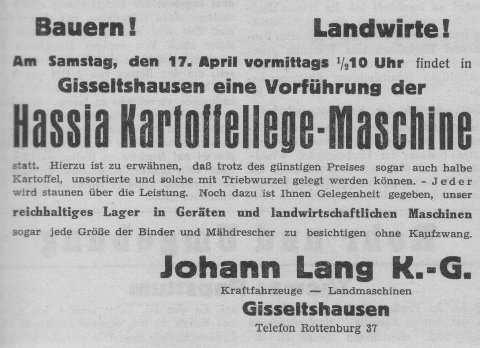 Bauern! Landwirte!
Am Samstag, den 17. April vormittags ½10 Uhr findet in
Gisseltshausen eine Vorführung der
Hassia Kartoffellege-Maschine
statt. Hierzu ist zu erwähnen, daß trotz des günstigen Preises sogar auch halbe
Kartoffel, unsortierte und solche mit Triebwurzel gelegt werden können. - Jeder
wird staunen über die Leistung. Noch dazu ist Ihnen Gelegenheit gegeben, unser
reichhaltiges Lager in Geräten und landwirtschaftlichen Maschinen
sogar jede Größe der Binder und Mähdrescher zu besichtigen ohne Kaufzwang.
Johann Lang K.-G.
Kraftfahrzeuge — Landmaschinen
Gisseltshausen
Telefon Rottenburg 37